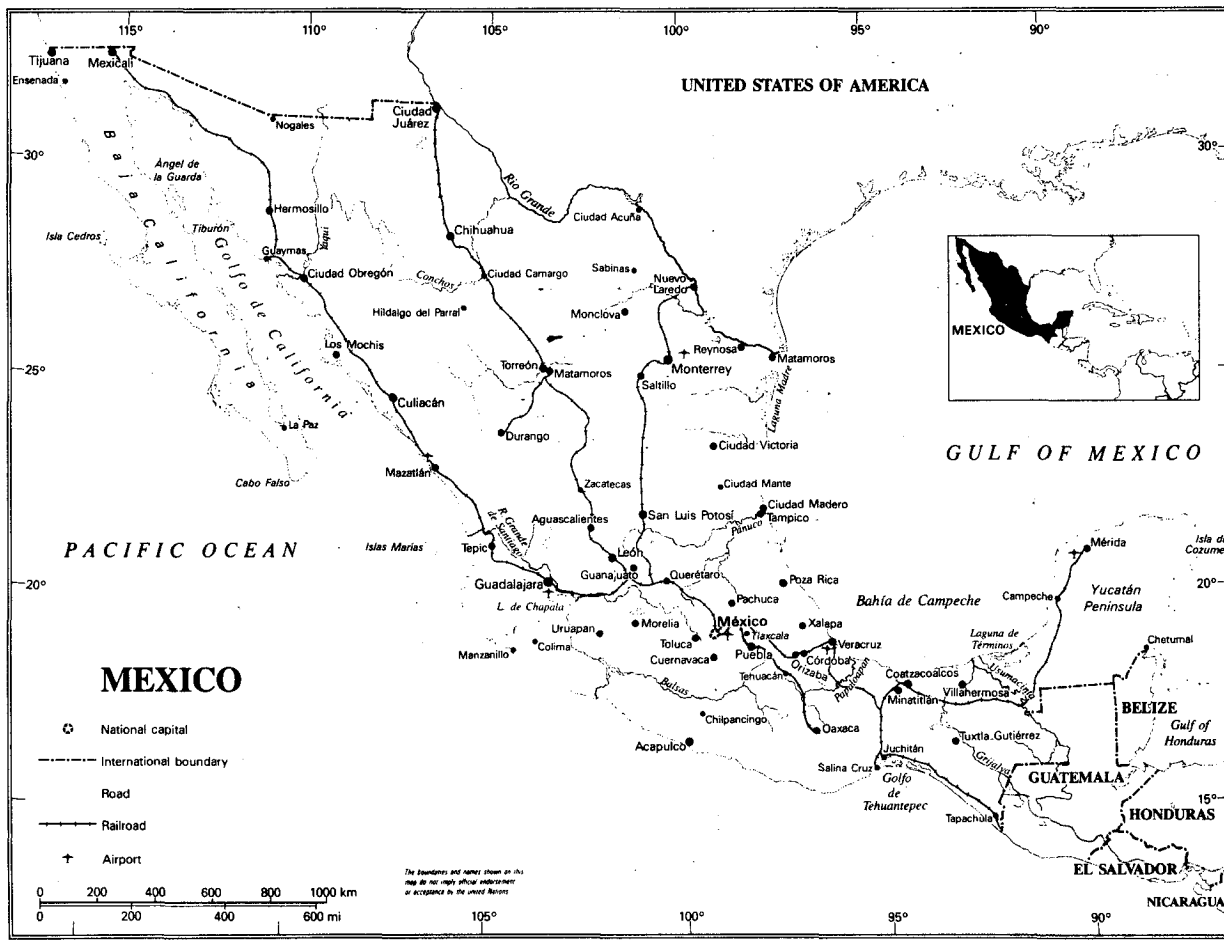 115°
110°
105°
100°
95°
90°
Tijuana
Mexicali
Ensenada
UNITED STATES OF AMERICA
Nogales
Ciudad
Juárez
30°
30°
Baja California
Ángel de
la Guarda
Rio Grande
Hermosillo
Ciudad Acuña
Isla Cedros
Tiburón
Golfo de California
Yaqui
Chihuahua
Guaymas
Ciudad Obregón
Conchos
Ciudad Camargo
Sabinas
Nuevo
Laredo
Hildalgo del Parral
Monclova
MEXICO
Los Mochis
Reynosa
Matamoros
Torreón
Matamoros
Monterrey
25°
Saltillo
Laguna Madre
Culiacán
La Paz
Durango
Ciudad Victoria
GULF OF MEXICO
Mazatlán
Cabo Falso
Zacatecas
Ciudad Mante
Ciudad Madero
Tampico
Aguascalientes
San Luis Potosí
Pánuco
R. Grande
de Santiago
PACIFIC OCEAN
Islas Marías
Tepic
León
Mérida
Isla de
Cozume
20°
Guadalajara
Guanajuato
Querétaro
Poza Rica
20°
Pachuca
Campeche
Yucatán
Peninsula
L. de Chapala
Bahía de Campeche
Uruapan
Morelia
México
Tlaxcala
Xalapa
Veracruz
Laguna de
Términos
Chetumal
Manzanillo
Colima
Toluca
Puebla
Córdoba
Cuernavaca
Orizaba
Coatzacoalcos
Usumacinta
MEXICO
Balsas
Tehuacán
Papaloapan
Minatitlán
Villahermosa
National capital
Chilpancingo
Oaxaca
BELIZE
Acapulco
Tuxtla Gutiérrez
Gulf of
Honduras
International boundary
Juchitán
Salina Cruz
Grijalva
Golfo
de
Tehuantepec
GUATEMALA
Road
15°
Railroad
Tapachula
HONDURAS
Airport
EL SALVADOR
The boundaries and names shown on this
map do not imply official endorsement
or acceptance by the United Nations
0 200 400 600 800 1000 km
0 200 400 600 mi
NICARAGUA
105°
100°
95°
90°